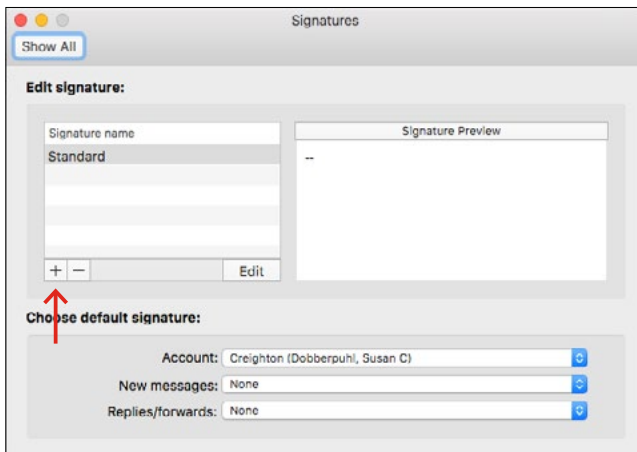 Signatures
Show All
Edit signature:
Signature name
Signature Preview
Standard
--
+ − Edit
Choose default signature:
Account: Creighton (Dobberpuhl, Susan C)
New messages: None
Replies/forwards: None